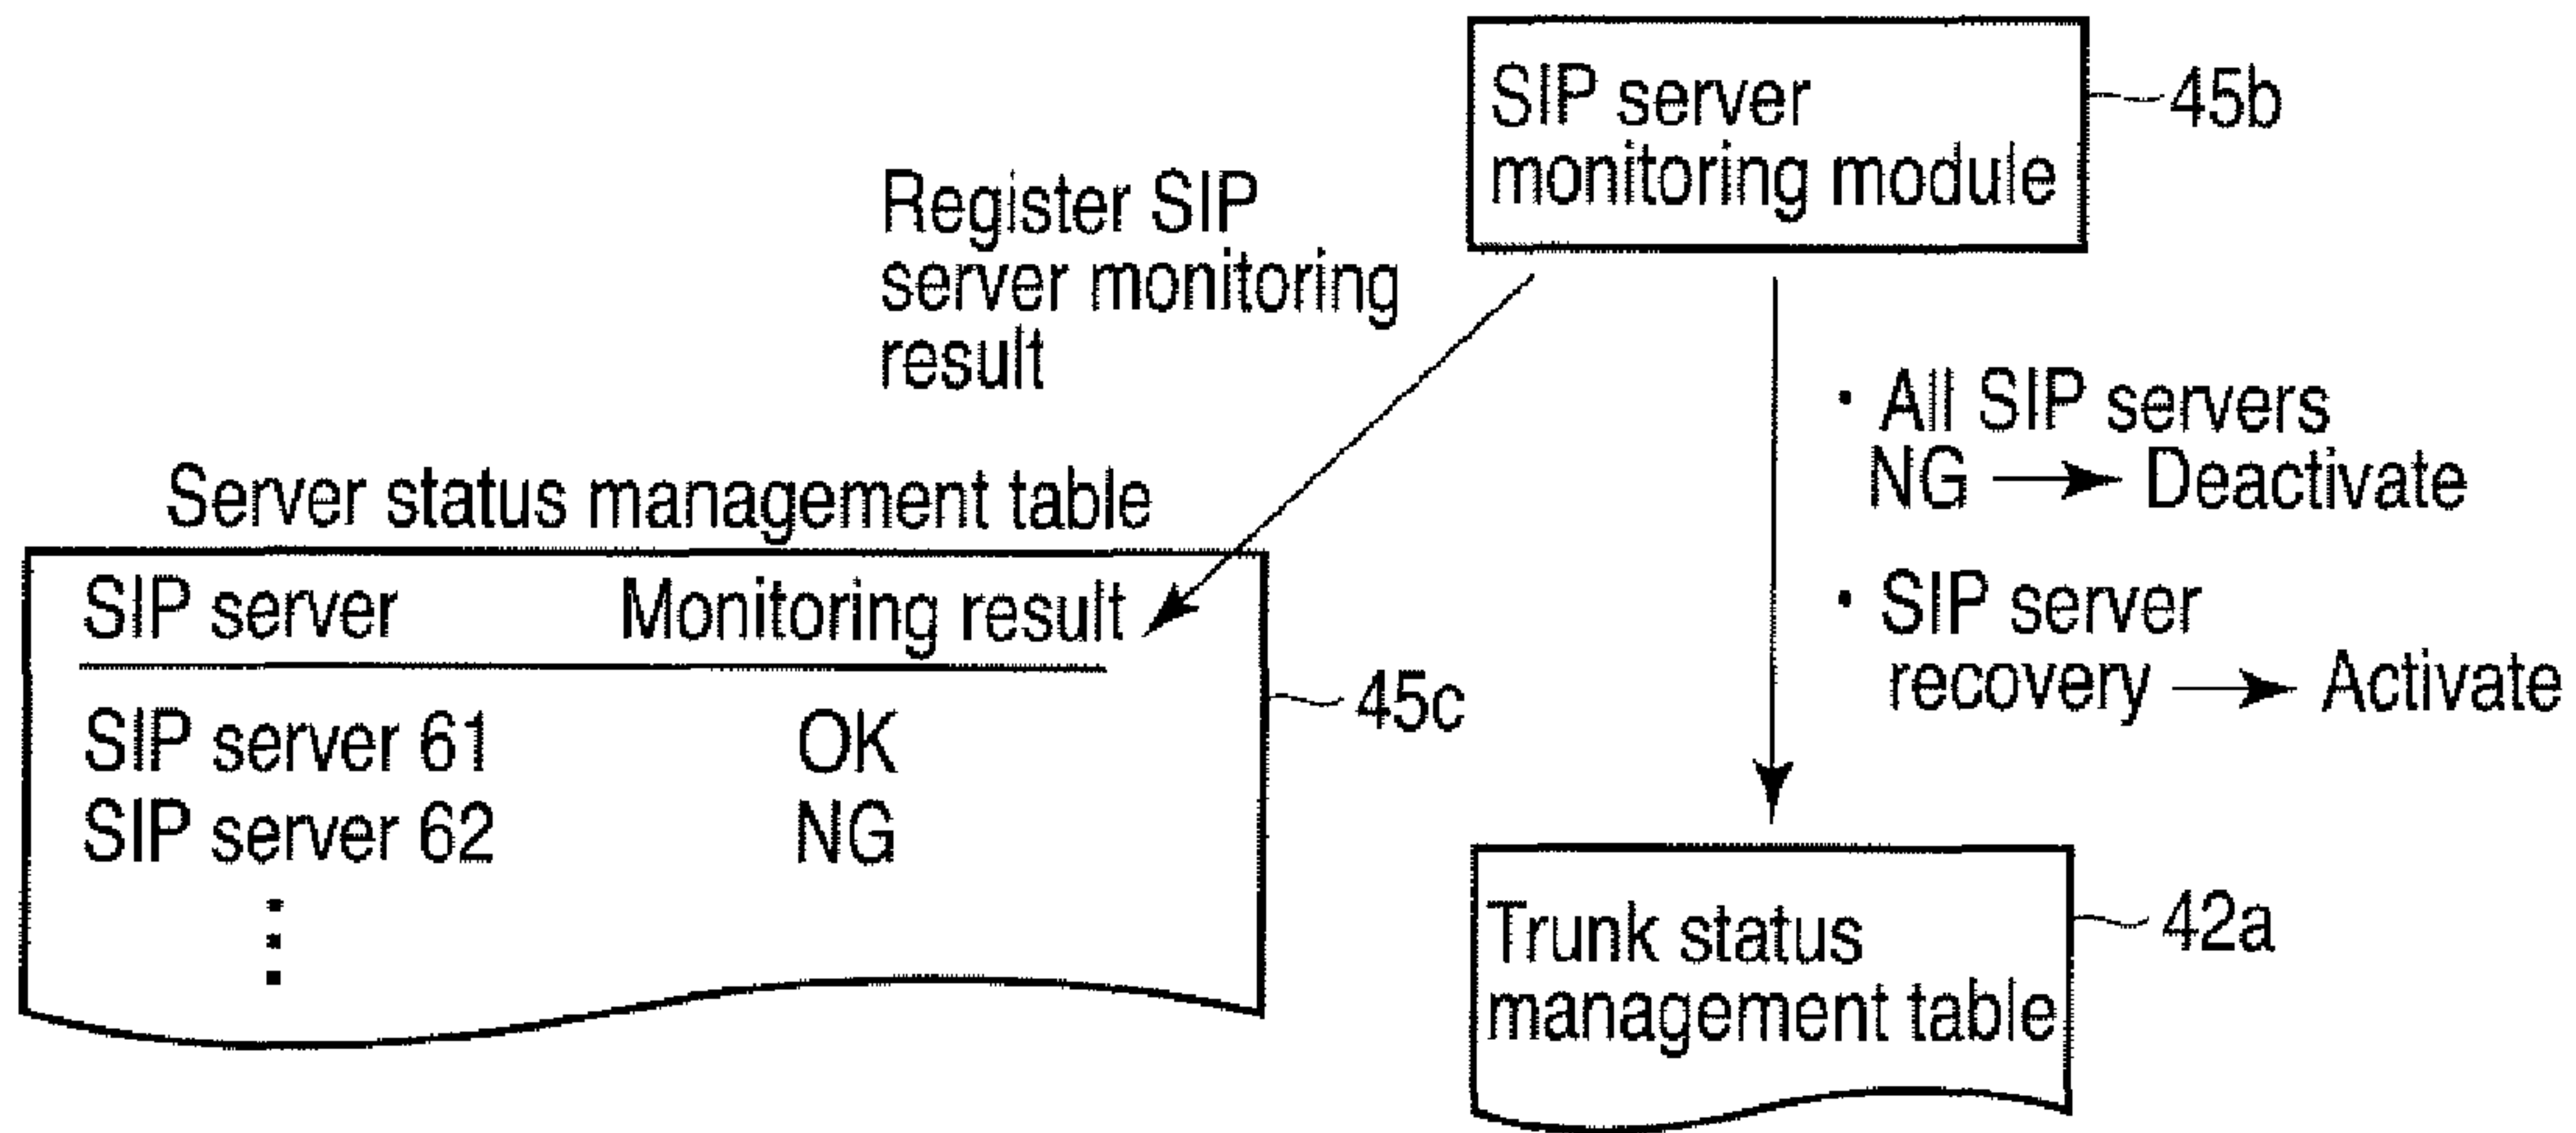 SIP server
monitoring module
45b
Register SIP
server monitoring
result
· All SIP servers
NG → Deactivate
· SIP server
recovery → Activate
Server status management table
SIP server Monitoring result
SIP server 61 OK
SIP server 62 NG
45c
Trunk status
management table
42a